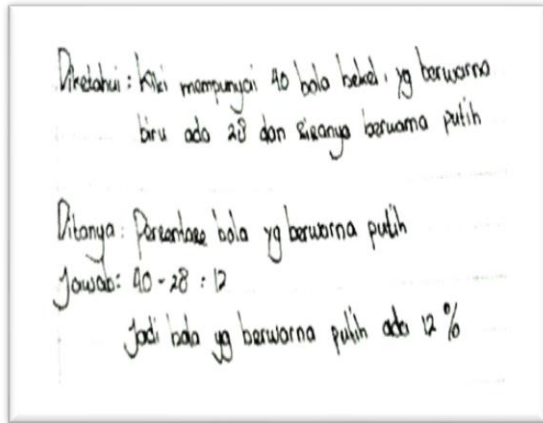 Diketahui : Kiki mempunyai 40 bola bekel, yg berwarna
biru ada 28 dan sisanya berwarna putih
Ditanya : Persentase bola yg berwarna putih
Jawab : 40 - 28 : 12
Jadi bola yg berwarna putih ada 12 %